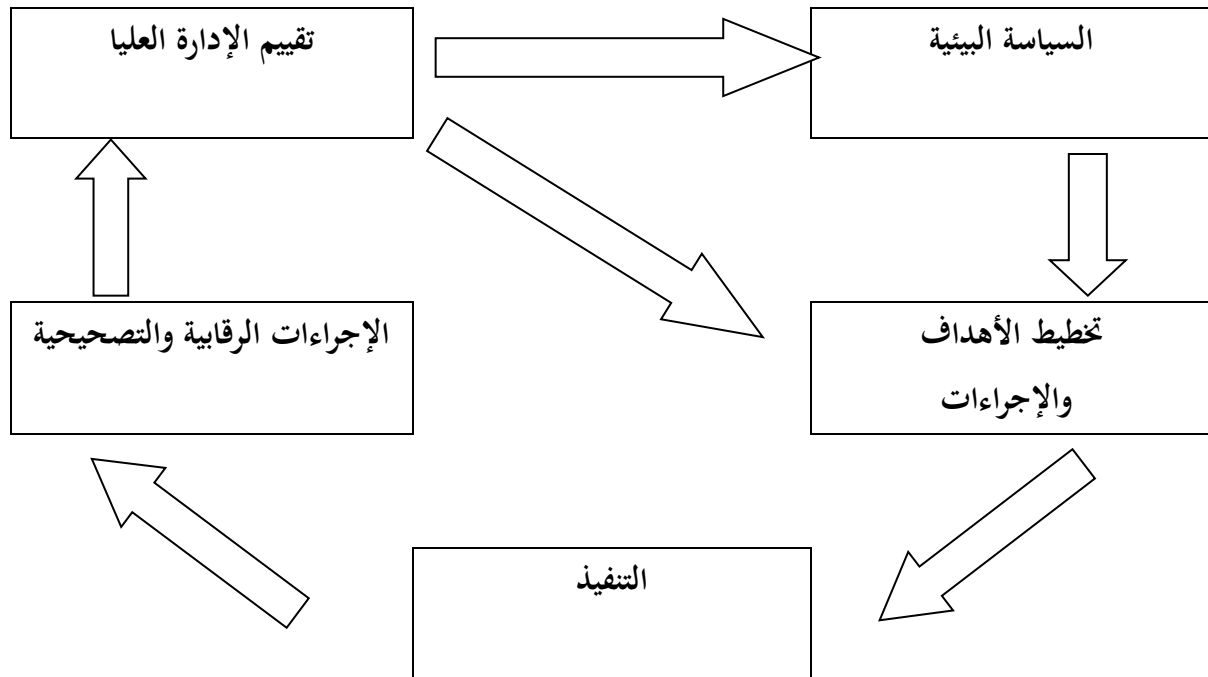 السياسة البيئية
تقييم الإدارة العليا
تخطيط الأهداف
والإجراءات
الإجراءات الرقابية والتصحيحية
التنفيذ